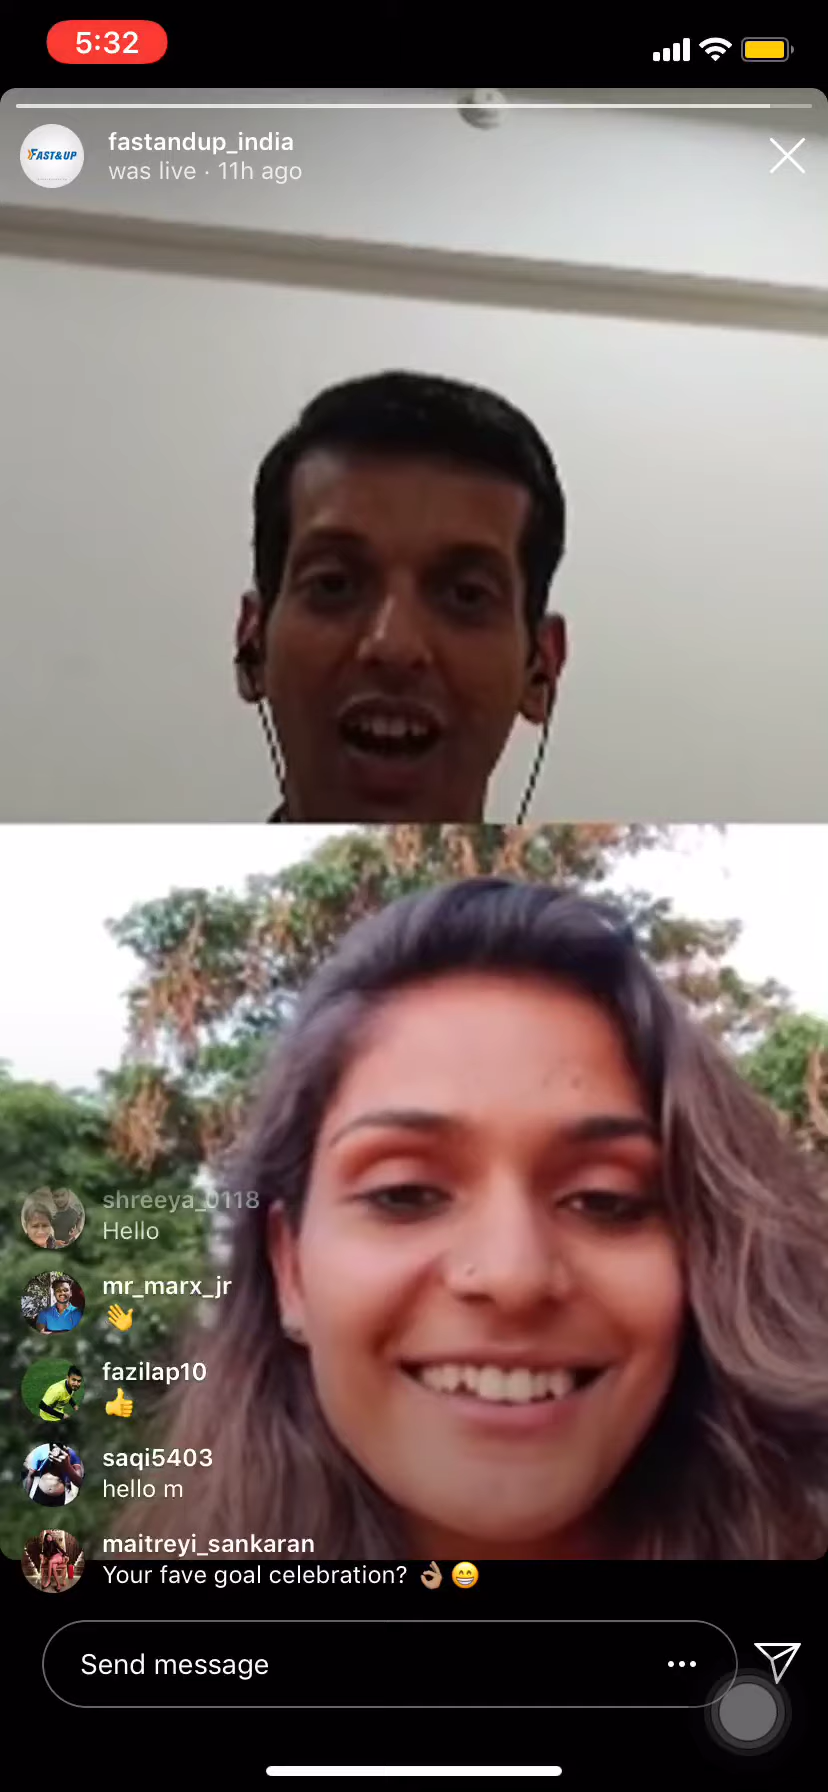 5:32
fastandup_india
was live · 11h ago
FAST&UP
shreeya_0118
Hello
mr_marx_jr
👋
fazilap10
👍
saqi5403
hello m
maitreyi_sankaran
Your fave goal celebration? 👌🏽😁
Send message